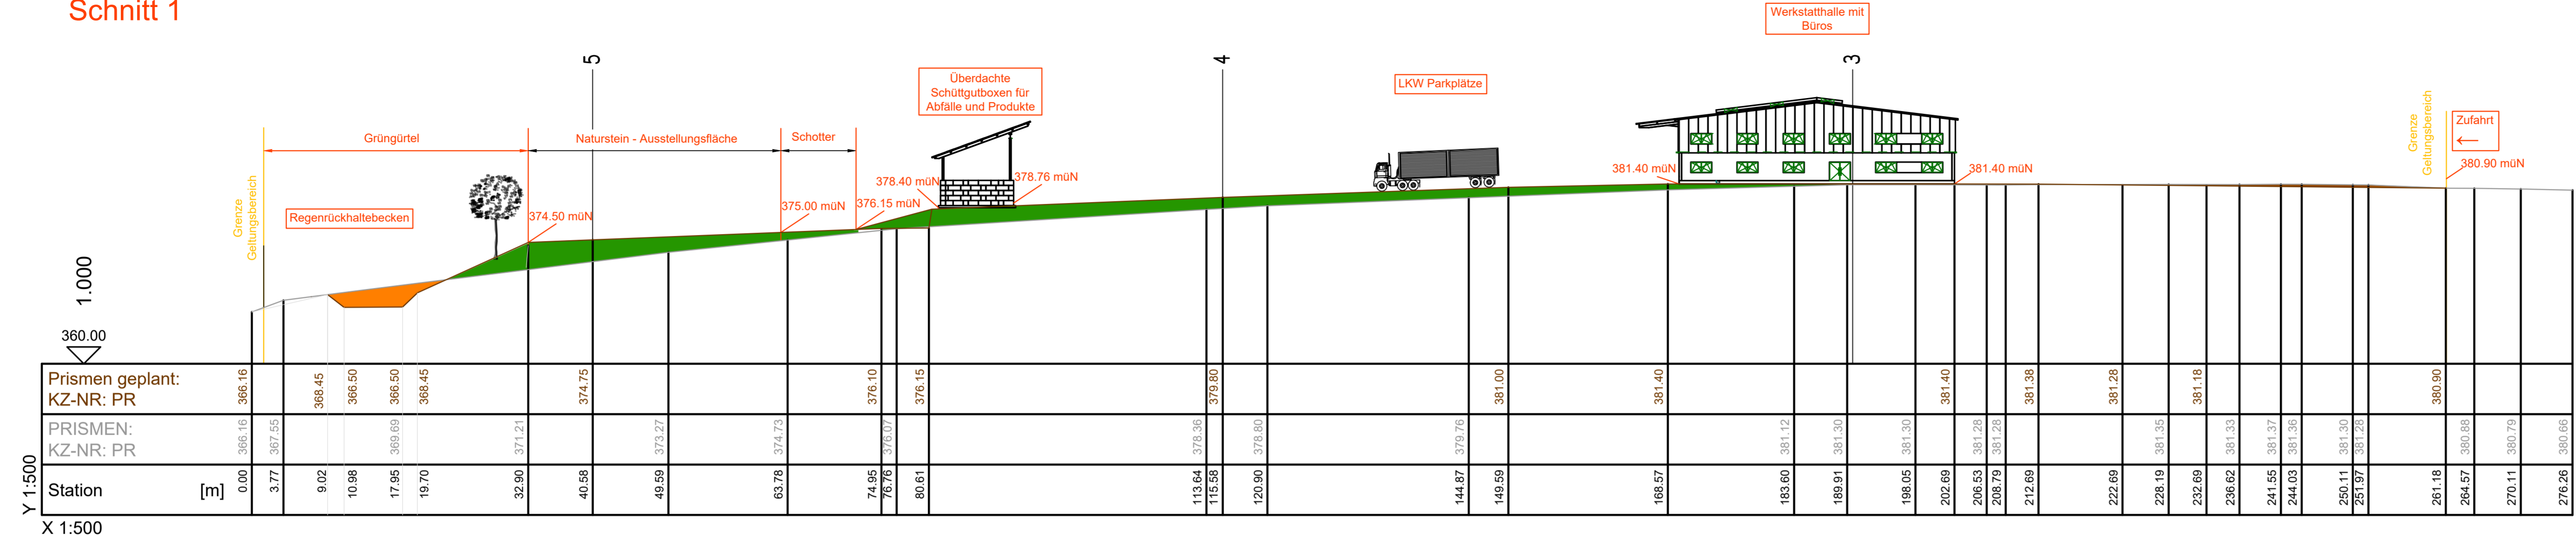 Schnitt 1
Werkstatthalle mit
Büros
5
4
3
Überdachte
Schüttgutboxen für
Abfälle und Produkte
LKW Parkplätze
Grenze
Geltungsbereich
Zufahrt
Grüngürtel
Naturstein - Ausstellungsfläche
Schotter
380.90 müN
381.40 müN
381.40 müN
378.40 müN
378.76 müN
Grenze
Geltungsbereich
Regenrückhaltebecken
374.50 müN
375.00 müN
376.15 müN
1.000
360.00
Prismen geplant:
KZ-NR: PR
366.16
368.45
366.50
366.50
368.45
374.75
376.10
376.15
379.80
381.00
381.40
381.40
381.38
381.28
381.18
380.90
PRISMEN:
KZ-NR: PR
366.16
367.55
369.69
371.21
373.27
374.73
376.07
378.36
378.80
379.76
381.12
381.30
381.30
381.28
381.28
381.35
381.33
381.37
381.36
381.30
381.28
380.88
380.79
380.66
Station [m]
0.00
3.77
9.02
10.98
17.95
19.70
32.90
40.58
49.59
63.78
74.95
76.76
80.61
113.64
115.58
120.90
144.87
149.59
168.57
183.60
189.91
198.05
202.69
206.53
208.79
212.69
222.69
228.19
232.69
236.62
241.55
244.03
250.11
251.97
261.18
264.57
270.11
276.26
Y 1:500
X 1:500